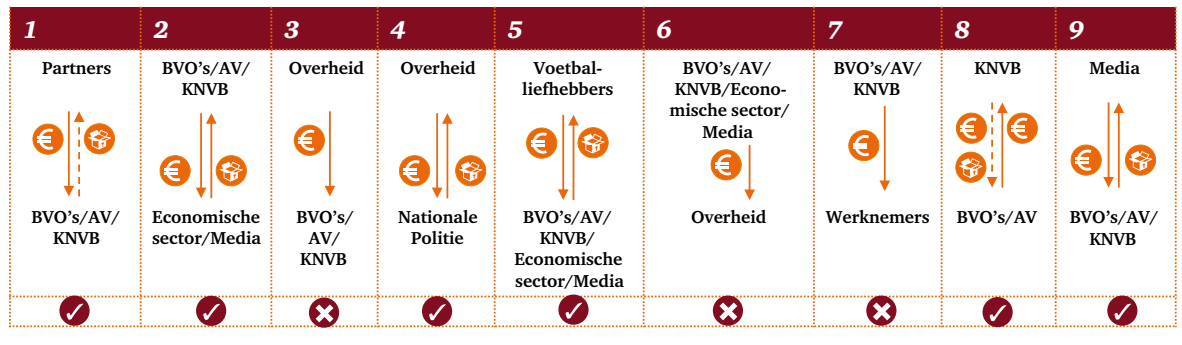 1
2
3
4
5
6
7
8
9
Partners
€
BVO's/AV/
KNVB
BVO's/AV/
KNVB
€
Economische
sector/Media
Overheid
€
BVO's/
AV/
KNVB
Overheid
€
Nationale
Politie
Voetbal-
liefhebbers
€
BVO's/AV/
KNVB/
Economische
sector/Media
BVO's/AV/
KNVB/Econo-
mische sector/
Media
€
Overheid
BVO's/AV/
KNVB
€
Werknemers
KNVB
€ €
BVO's/AV
Media
€
BVO's/AV/
KNVB